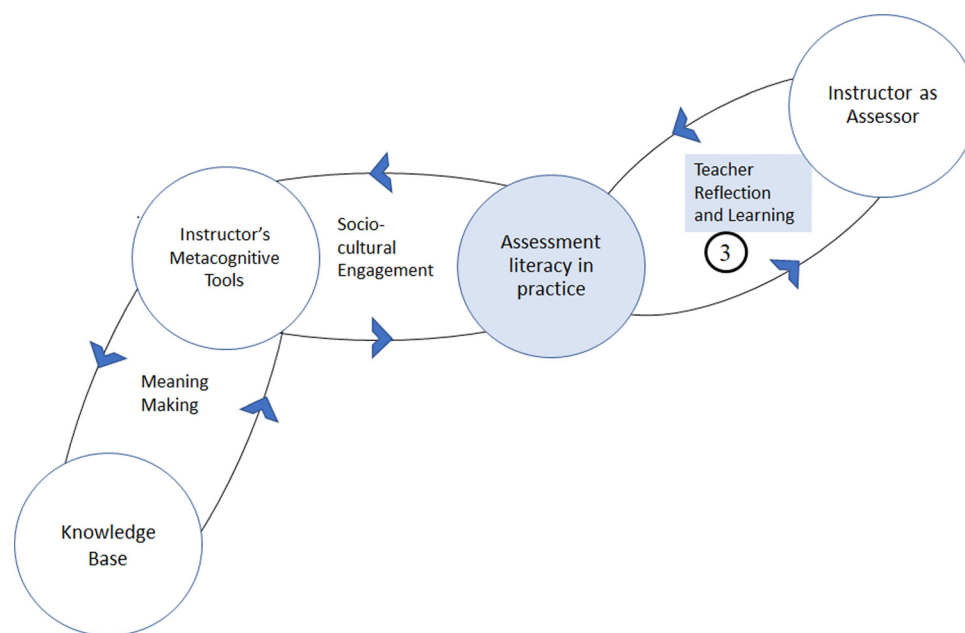 Instructor as
Assessor
Teacher
Reflection
and Learning
3
Socio-
cultural
Engagement
Assessment
literacy in
practice
Instructor's
Metacognitive
Tools
Meaning
Making
Knowledge
Base